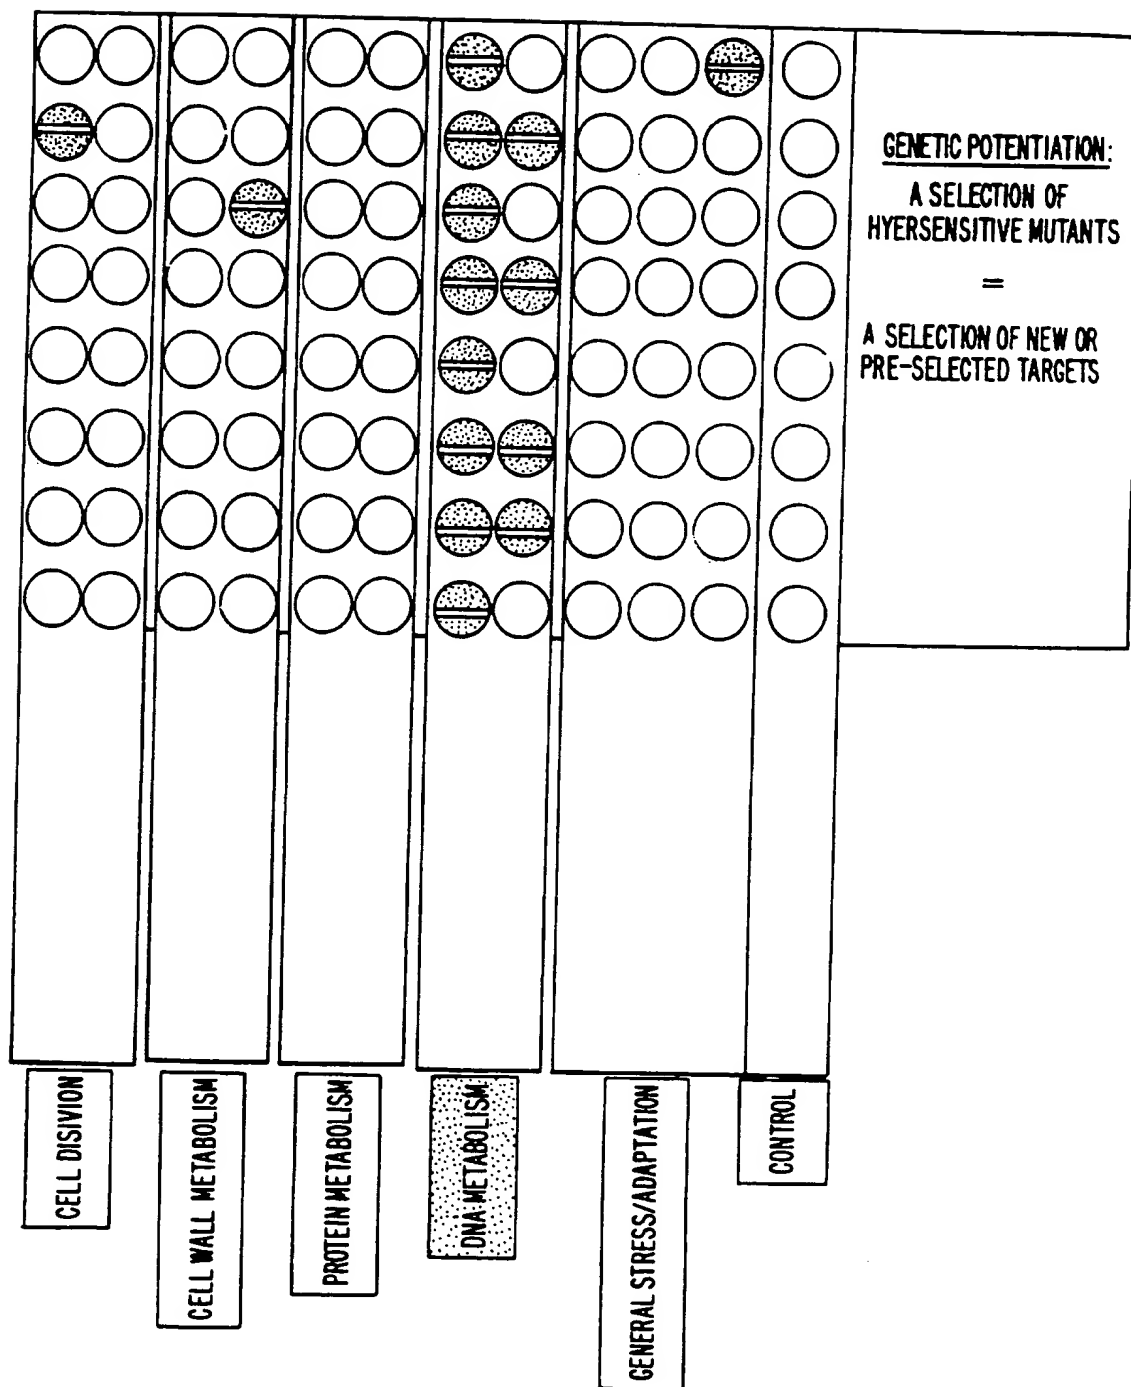 GENETIC POTENTIATION:
A SELECTION OF
HYERSENSITIVE MUTANTS
=
A SELECTION OF NEW OR
PRE-SELECTED TARGETS
CELL DISIVION
CELL WALL METABOLISM
PROTEIN METABOLISM
DNA METABOLISM
GENERAL STRESS/ADAPTATION
CONTROL